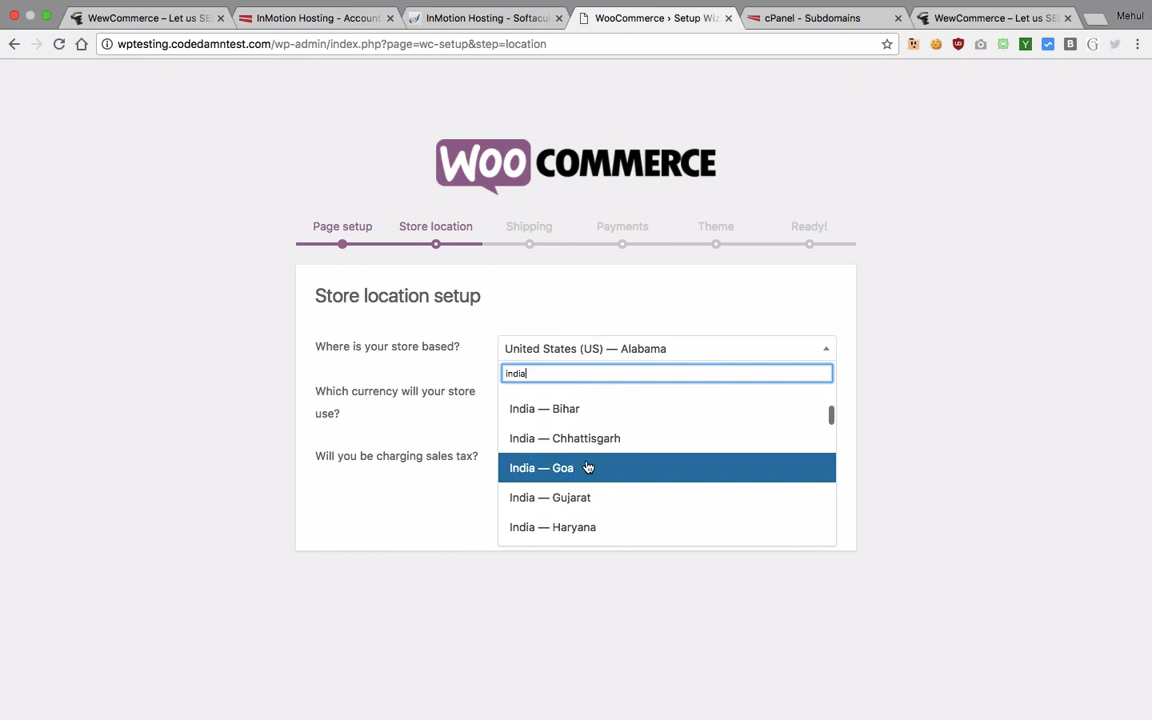 WewCommerce – Let us SE
InMotion Hosting - Account
InMotion Hosting - Softacu
WooCommerce › Setup Wiz
cPanel - Subdomains
WewCommerce – Let us SE
Mehul
wptesting.codedamntest.com/wp-admin/index.php?page=wc-setup&step=location
WOO COMMERCE
Page setup
Store location
Shipping
Payments
Theme
Ready!
Store location setup
Where is your store based?
United States (US) — Alabama
india
Which currency will your store
use?
India — Bihar
India — Chhattisgarh
Will you be charging sales tax?
India — Goa
India — Gujarat
India — Haryana